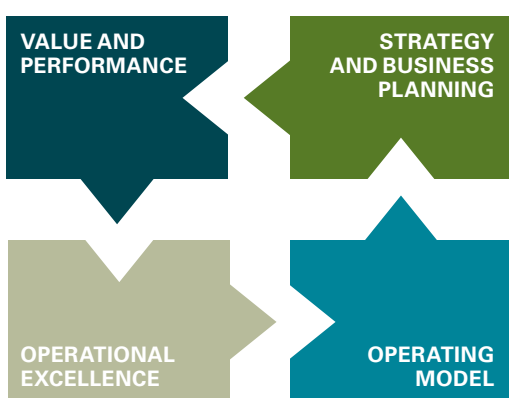 VALUE AND
PERFORMANCE
STRATEGY
AND BUSINESS
PLANNING
OPERATIONAL
EXCELLENCE
OPERATING
MODEL